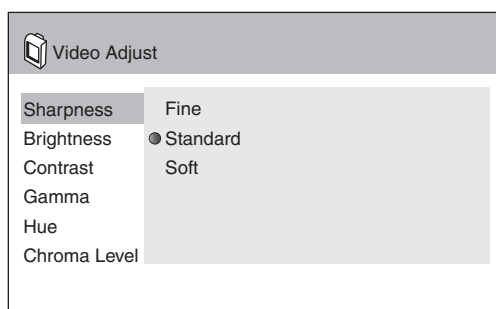 Video Adjust
Sharpness
Fine
Brightness
Standard
Contrast
Soft
Gamma
Hue
Chroma Level